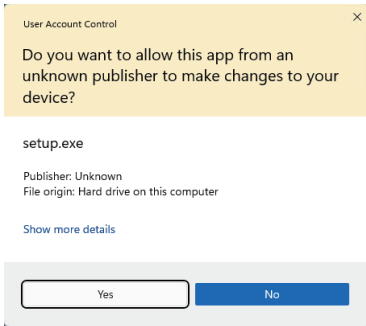 User Account Control
Do you want to allow this app from an
unknown publisher to make changes to your
device?
setup.exe
Publisher: Unknown
File origin: Hard drive on this computer
Show more details
Yes
No